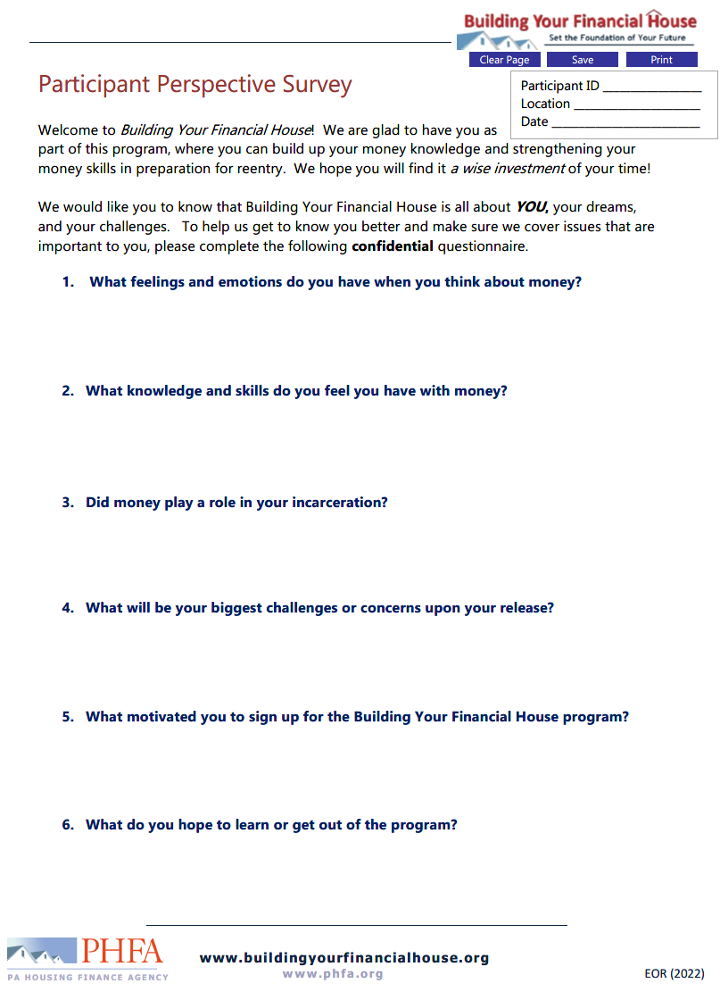 Building Your Financial House
Set the Foundation of Your Future
Clear Page Save Print
Participant Perspective Survey
Participant ID ________________
Location ____________________
Date ________________________
Welcome to Building Your Financial House! We are glad to have you as
part of this program, where you can build up your money knowledge and strengthening your
money skills in preparation for reentry. We hope you will find it a wise investment of your time!
We would like you to know that Building Your Financial House is all about YOU, your dreams,
and your challenges. To help us get to know you better and make sure we cover issues that are
important to you, please complete the following confidential questionnaire.
1. What feelings and emotions do you have when you think about money?
2. What knowledge and skills do you feel you have with money?
3. Did money play a role in your incarceration?
4. What will be your biggest challenges or concerns upon your release?
5. What motivated you to sign up for the Building Your Financial House program?
6. What do you hope to learn or get out of the program?
PHFA
PA HOUSING FINANCE AGENCY
www.buildingyourfinancialhouse.org
www.phfa.org
EOR (2022)